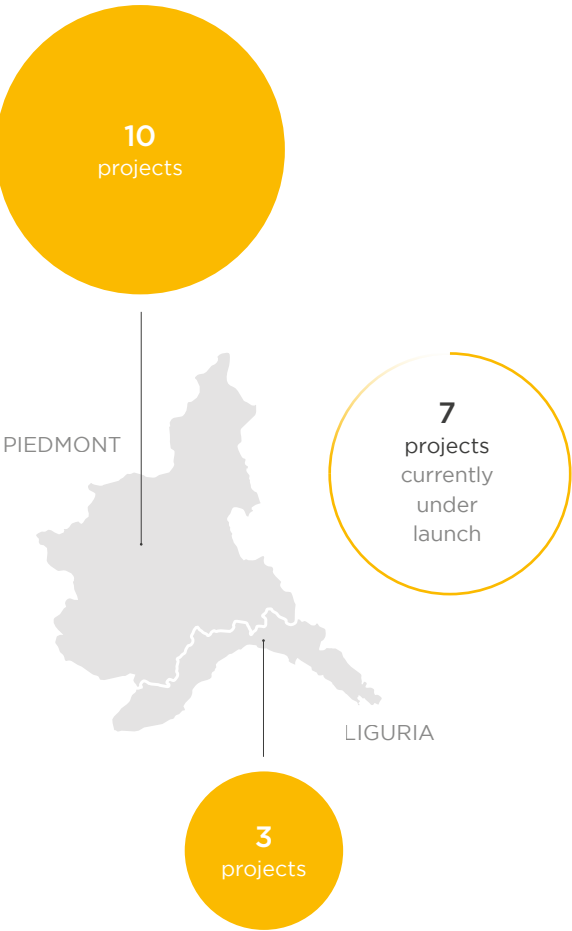 10
projects
PIEDMONT
7
projects
currently
under
launch
LIGURIA
3
projects